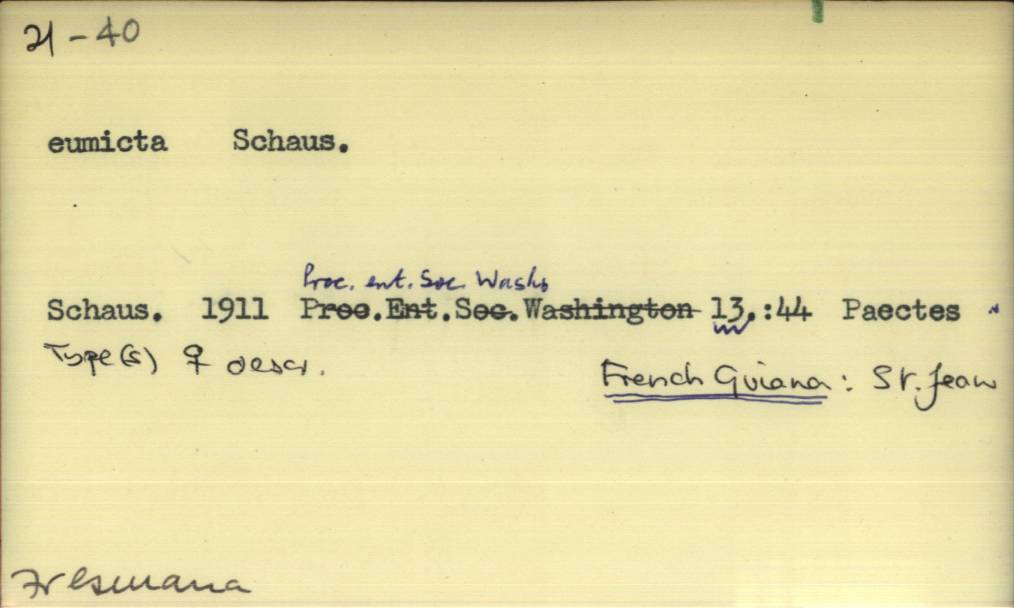 21-40
eumicta Schaus.
Proc. ent. Soc. Wash.
Schaus. 1911 Proc.Ent.Soc.Washington 13.:44 Paectes
Type(s) ♀ descr.
French Guiana: St. Jean